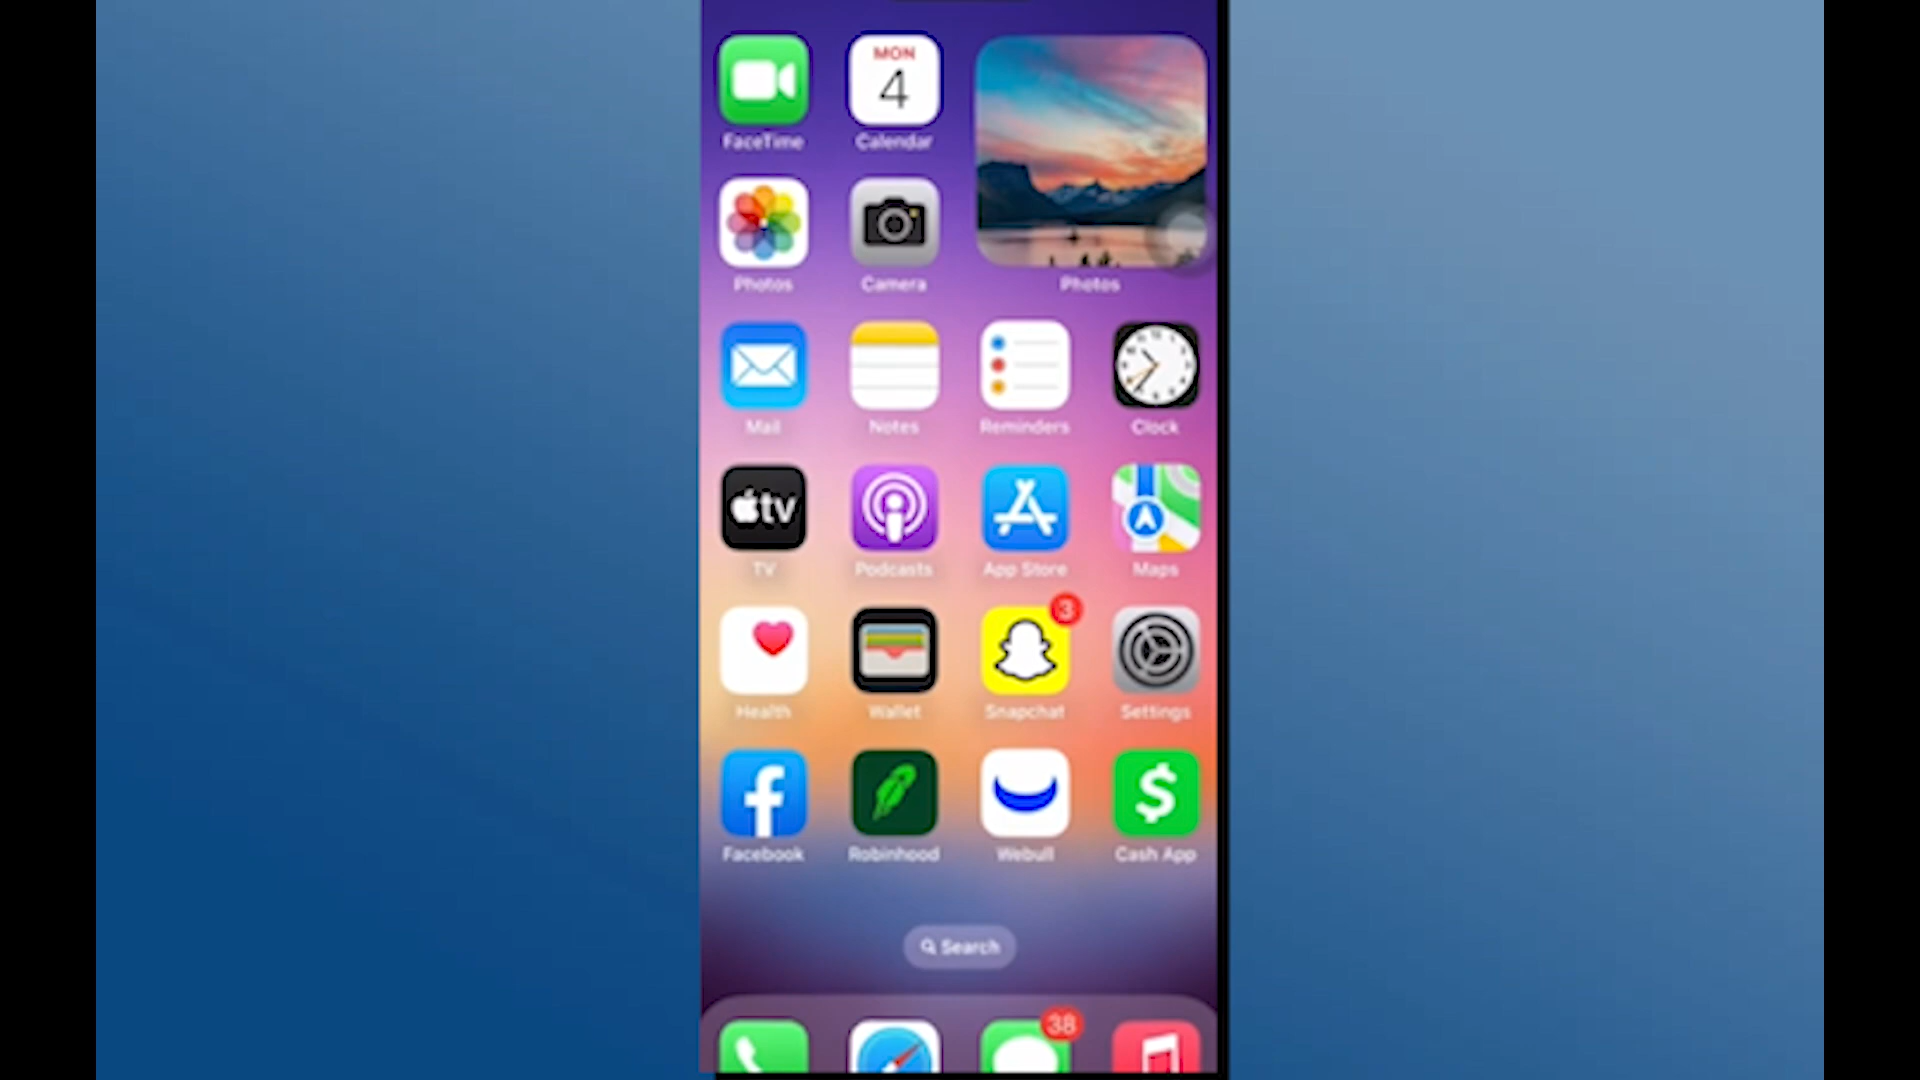 MON
4
FaceTime Calendar
Photos Camera Photos
Mail Notes Reminders Clock
tv
TV Podcasts App Store Maps
3
Health Wallet Snapchat Settings
$
Facebook Robinhood Webull Cash App
Search
38